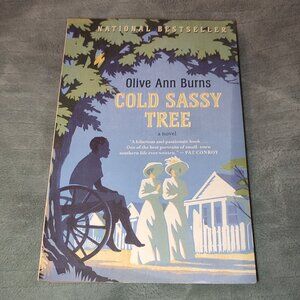 NATIONAL BESTSELLER
Olive Ann Burns
COLD SASSY
TREE
a novel
"A hilarious and passionate book.
One of the best portraits of small-town
southern life ever written." — PAT CONROY